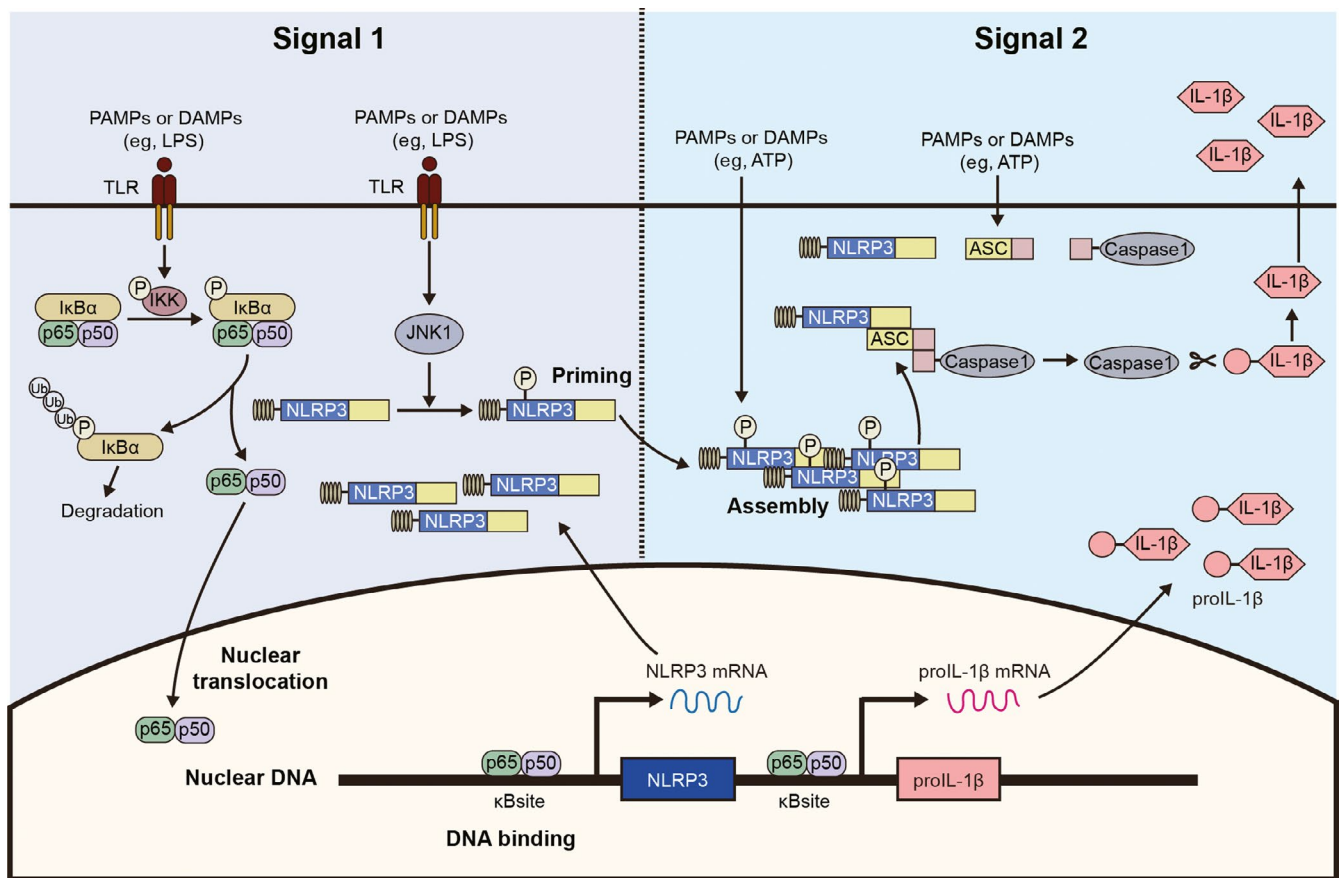 Signal 1
Signal 2
PAMPs or DAMPs
(eg, LPS)
TLR
PAMPs or DAMPs
(eg, LPS)
TLR
PAMPs or DAMPs
(eg, ATP)
PAMPs or DAMPs
(eg, ATP)
IL-1β
IL-1β
IL-1β
IκBα
p65 p50
P
IKK
P
IκBα
p65 p50
JNK1
NLRP3
ASC
Caspase1
IL-1β
NLRP3
ASC
Caspase1
Caspase1
IL-1β
Ub
Ub
Ub
P
IκBα
Degradation
p65 p50
NLRP3
P
NLRP3
Priming
NLRP3
NLRP3
NLRP3
P
NLRP3
P
NLRP3
P
NLRP3
P
NLRP3
Assembly
IL-1β
IL-1β
IL-1β
proIL-1β
Nuclear
translocation
p65 p50
NLRP3 mRNA
proIL-1β mRNA
Nuclear DNA
p65 p50
κBsite
NLRP3
p65 p50
κBsite
proIL-1β
DNA binding